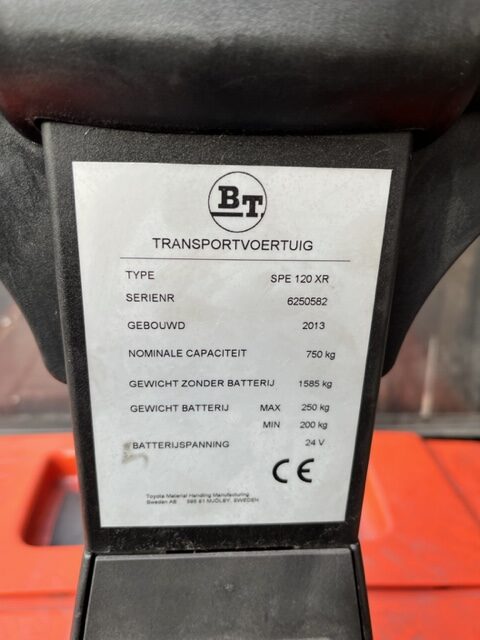 BT
TRANSPORTVOERTUIG
TYPE SPE 120 XR
SERIENR 6250582
GEBOUWD 2013
NOMINALE CAPACITEIT 750 kg
GEWICHT ZONDER BATTERIJ 1585 kg
GEWICHT BATTERIJ MAX 250 kg
MIN 200 kg
BATTERIJSPANNING 24 V
CE
Toyota Material Handling Manufacturing
Sweden AB 595 81 MJÖLBY, SWEDEN